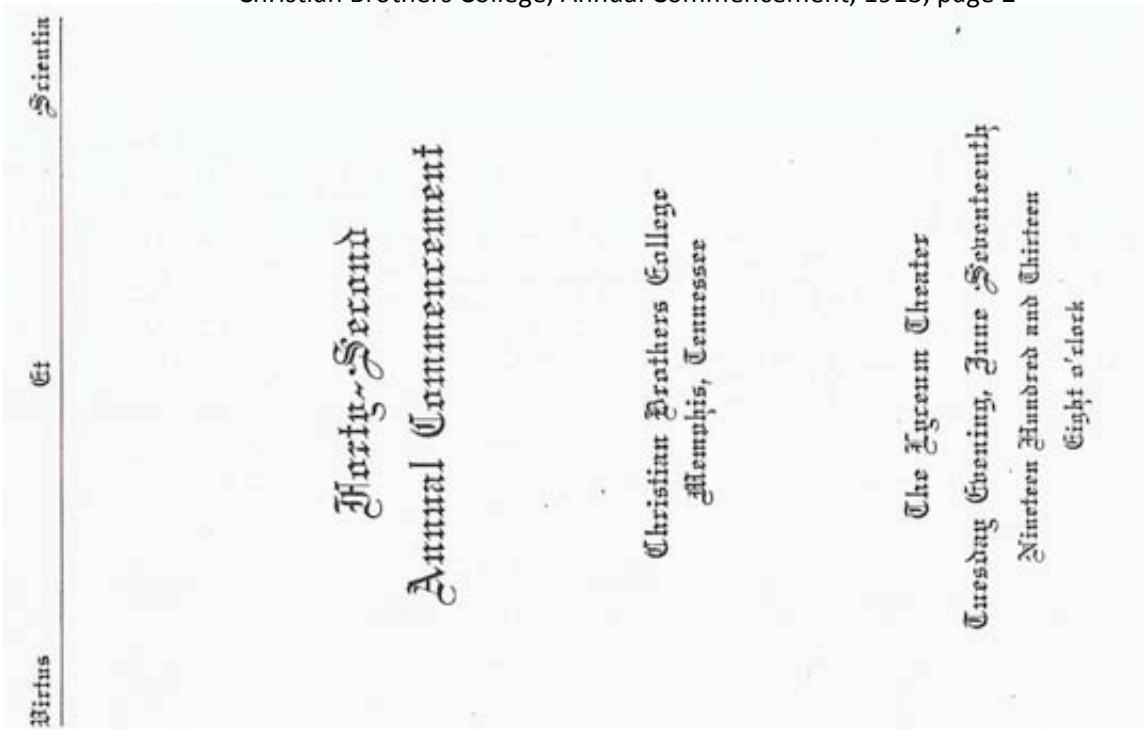 Christian Brothers College, Annual Commencement, 1913, page 2
Virtus Et Scientia
Forty-Second
Annual Commencement
Christian Brothers College
Memphis, Tennessee
The Lyceum Theater
Tuesday Evening, June Seventeenth
Nineteen Hundred and Thirteen
Eight o'clock